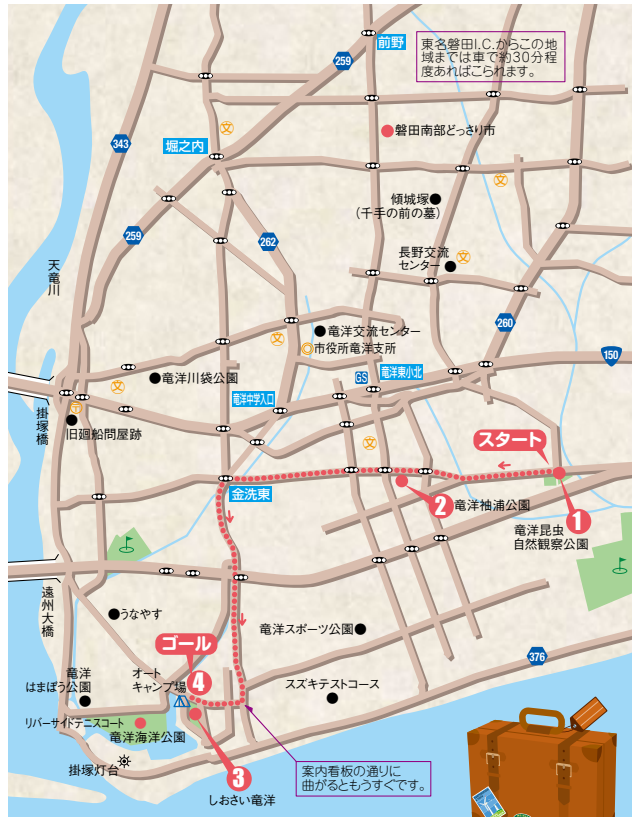 前野
東名磐田I.C.からこの地
域までは車で約30分程
度あればこられます。
259
343
堀之内
文
磐田南部どっさり市
文
傾城塚
(千手の前の墓)
259
262
長野交流
センター
文
天竜川
260
竜洋交流センター
市役所竜洋支所
文
150
竜洋川袋公園
文
GS
竜洋東小北
竜洋中学入口
掛塚橋
旧廻船問屋跡
文
スタート
金洗東
2
竜洋袖浦公園
1
竜洋昆虫
自然観察公園
遠州大橋
うなやす
竜洋スポーツ公園
ゴール
4
376
竜洋
はまぼう公園
オート
キャンプ場
スズキテストコース
リバーサイドテニスコート
竜洋海洋公園
3
掛塚灯台
しおさい竜洋
案内看板の通りに
曲がるともうすぐです。